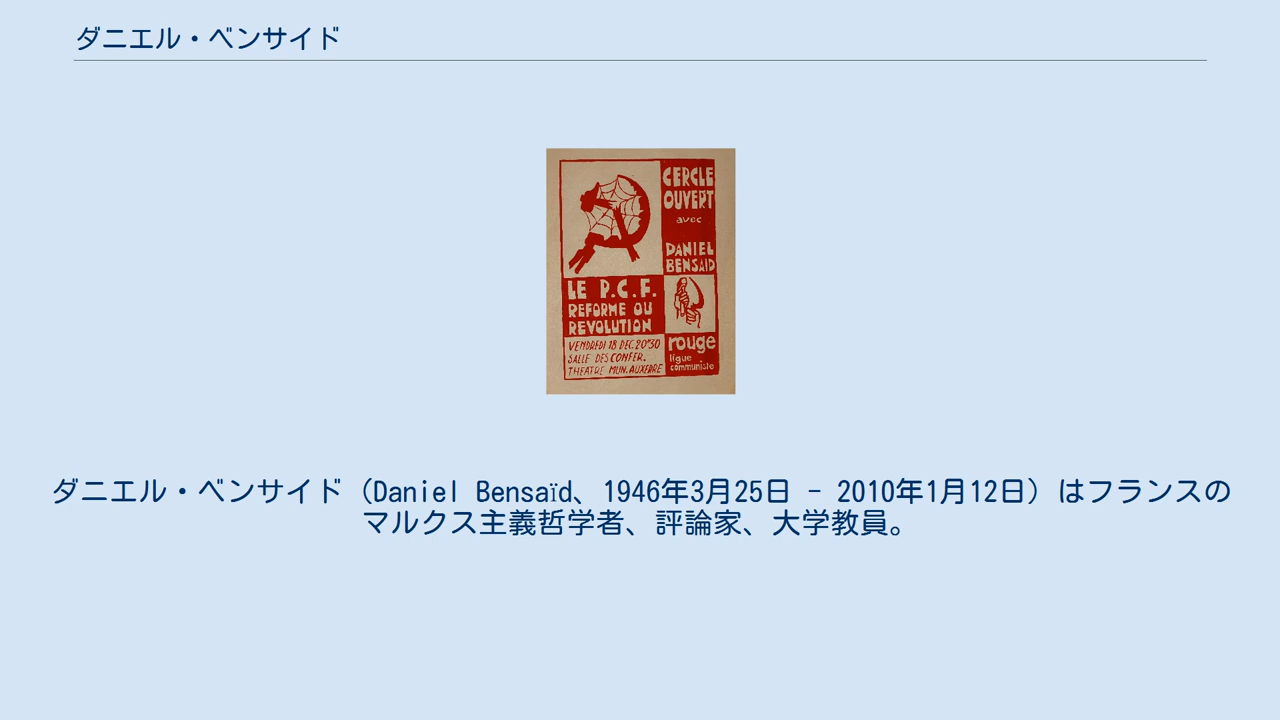 ダニエル・ベンサイド
CERCLE
OUVERT
avec
DANIEL
BENSAID
LE P.C.F.
REFORME OU
REVOLUTION
VENDREDI 18 DEC. 20H30
SALLE DES CONFER.
THEATRE MUN. AUXERRE
rouge
ligue
communiste
ダニエル・ベンサイド（Daniel Bensaïd、1946年3月25日 - 2010年1月12日）はフランスの
マルクス主義哲学者、評論家、大学教員。